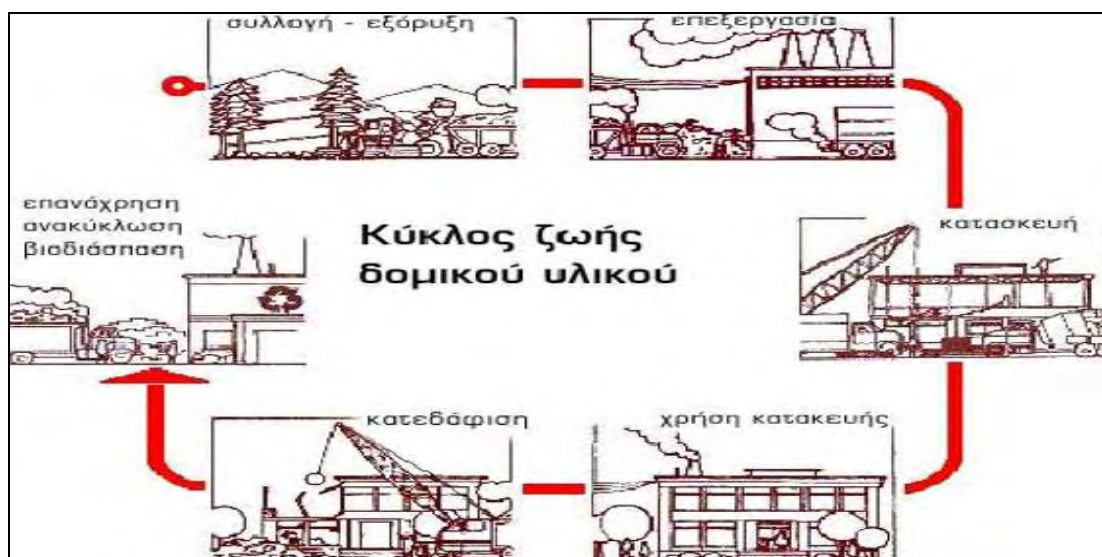 συλλογή - εξόρυξη
επεξεργασία
επανάχρηση
ανακύκλωση
βιοδιάσπαση
Κύκλος ζωής
δομικού υλικού
κατασκευή
κατεδάφιση
χρήση κατακευής